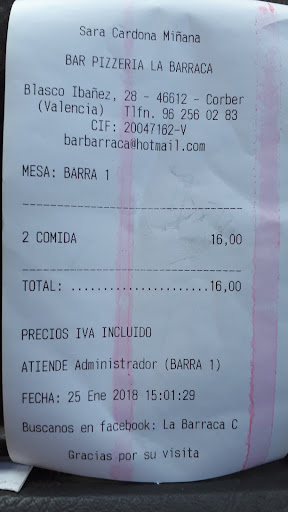 Sara Cardona Miñana
BAR PIZZERIA LA BARRACA
Blasco Ibañez, 28 - 46612 - Corber
(Valencia)  Tlfn. 96 256 02 83
CIF: 20047162-V
barbarraca@hotmail.com
MESA: BARRA 1
----------------------------------------
2 COMIDA 16,00
----------------------------------------
TOTAL: ......................16,00
PRECIOS IVA INCLUIDO
ATIENDE Administrador (BARRA 1)
FECHA: 25 Ene 2018 15:01:29
Buscanos en facebook: La Barraca C
Gracias por su visita